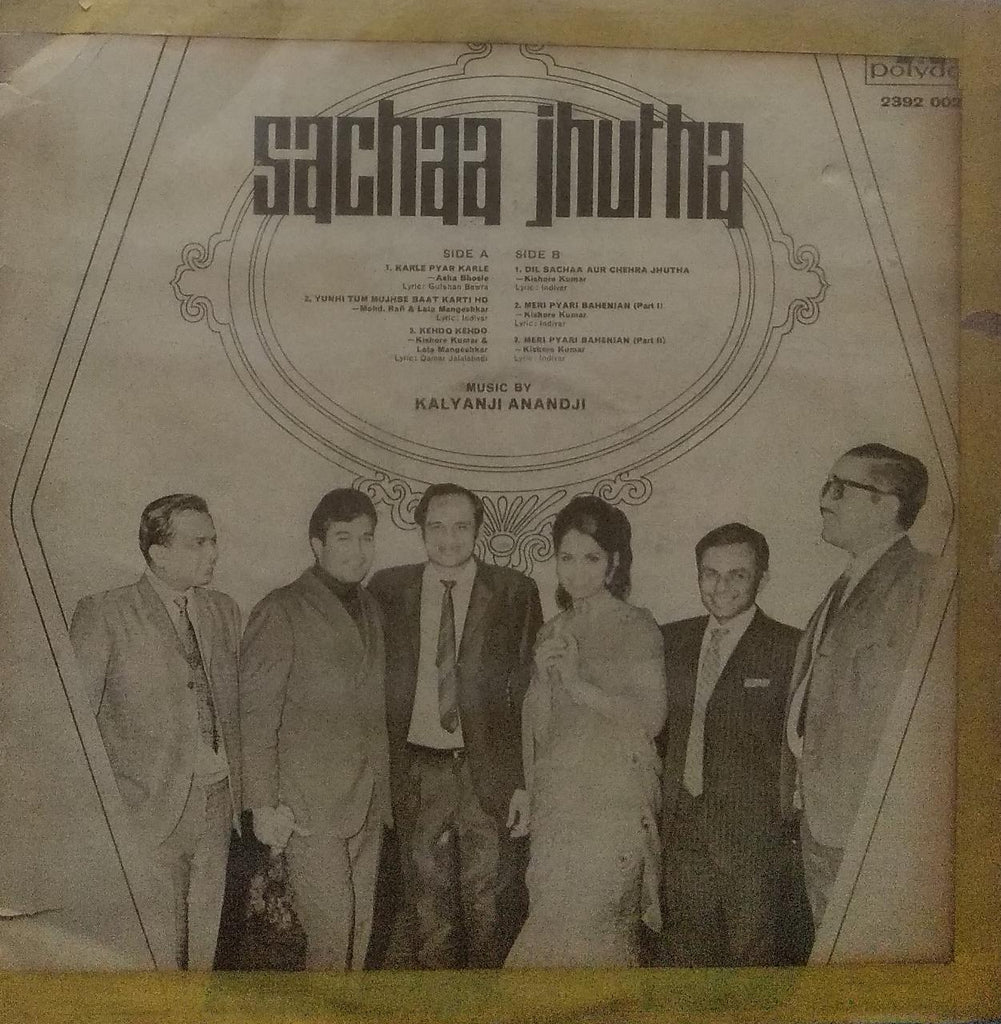 polydo
2392 002
sachaa jhutha
SIDE A
1. KARLE PYAR KARLE
—Asha Bhosle
Lyric: Gulshan Bawra
2. YUNHI TUM MUJHSE BAAT KARTI HO
—Mohd. Rafi & Lata Mangeshkar
Lyric: Indivar
3. KEHDO KEHDO
—Kishore Kumar &
Lata Mangeshkar
Lyric: Qamar Jalalabadi
SIDE B
1. DIL SACHAA AUR CHEHRA JHUTHA
—Kishore Kumar
Lyric: Indivar
2. MERI PYARI BAHENIAN (Part I)
—Kishore Kumar
Lyric: Indivar
3. MERI PYARI BAHENIAN (Part II)
—Kishore Kumar
Lyric: Indivar
MUSIC BY
KALYANJI ANANDJI